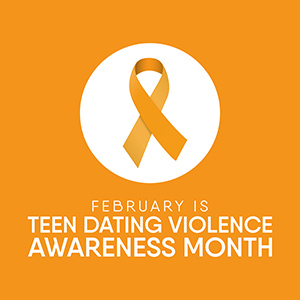 FEBRUARY IS
TEEN DATING VIOLENCE
AWARENESS MONTH